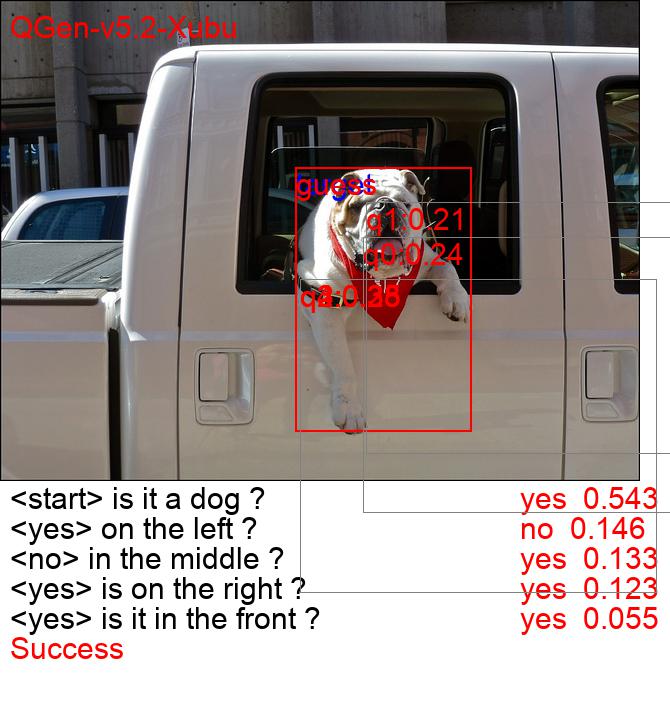 QGen-v5.2-Xubu
guess
q1:0.21
q0:0.24
<start> is it a dog ? yes 0.543
<yes> on the left ? no 0.146
<no> in the middle ? yes 0.133
<yes> is on the right ? yes 0.123
<yes> is it in the front ? yes 0.055
Success